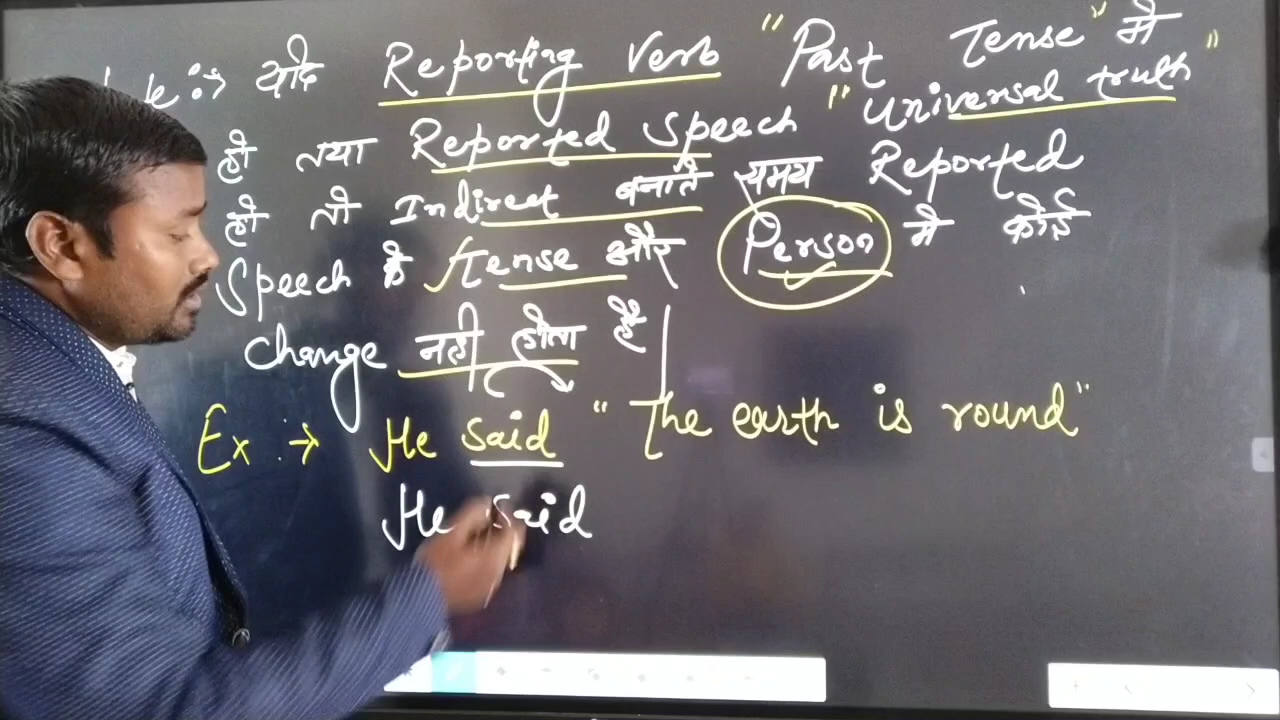 यदि Reporting Verb "Past Tense" में
हो तथा Reported Speech "Universal truth"
हो तो Indirect बनाते समय Reported
Speech के Tense और Person में कोई
Change नहीं होता है
Ex :→ He said "The earth is round"
He said